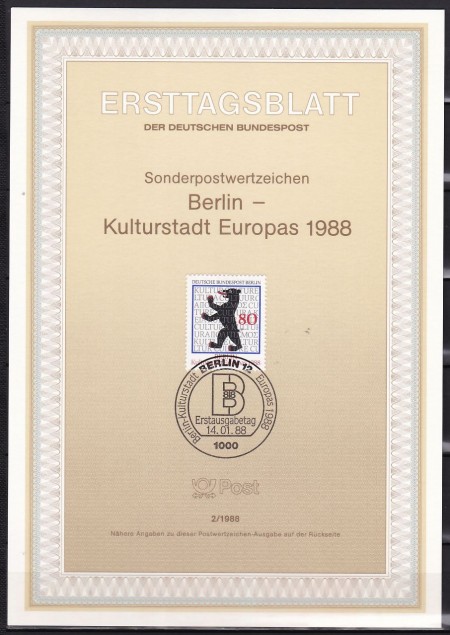 ERSTTAGSBLATT
DER DEUTSCHEN BUNDESPOST
Sonderpostwertzeichen
Berlin –
Kulturstadt Europas 1988
DEUTSCHE BUNDESPOST BERLIN
80
BERLIN 12
Berlin-Kulturstadt Europas 1988
B 88
Erstausgabetag
14.01.88
1000
Post
2/1988
Nähere Angaben zu dieser Postwertzeichen-Ausgabe auf der Rückseite.